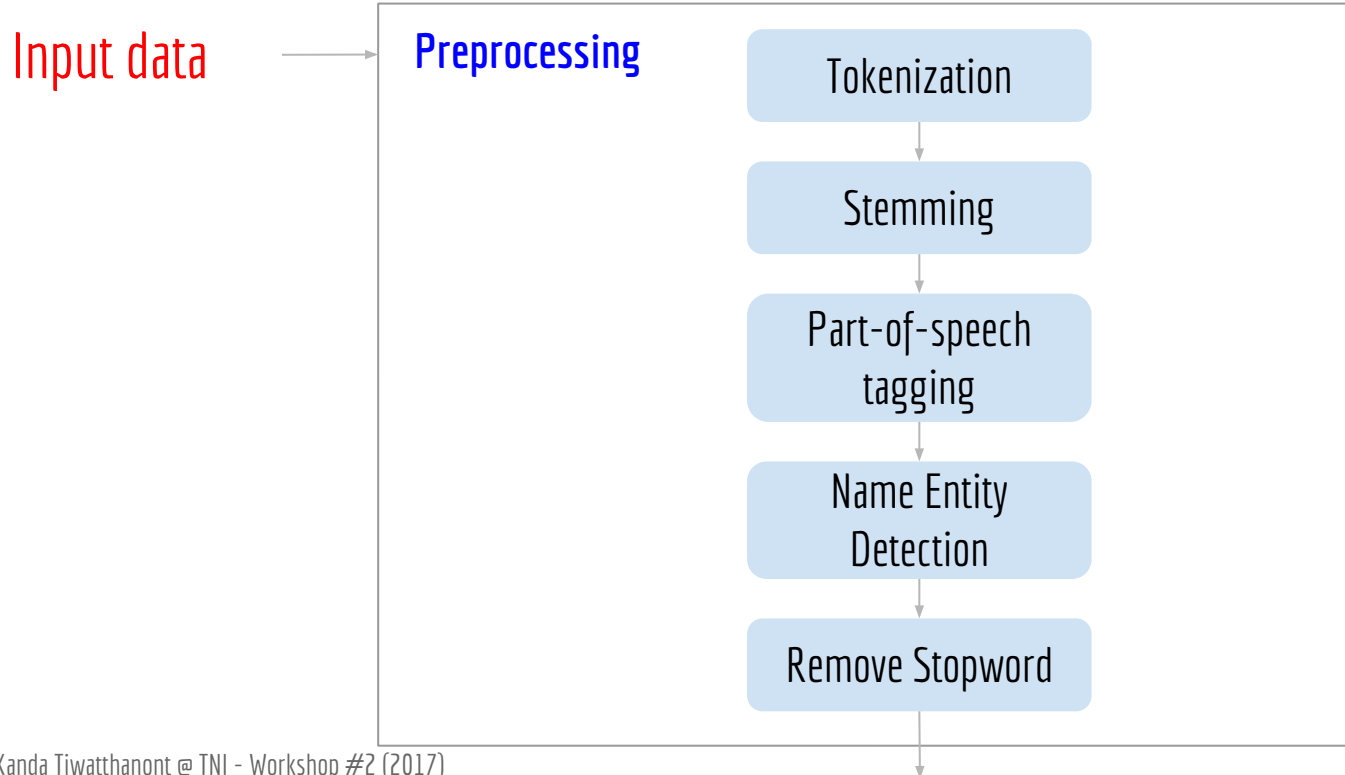 Input data
Preprocessing
Tokenization
Stemming
Part-of-speech
tagging
Name Entity
Detection
Remove Stopword
Kanda Tiwatthanont @ TNI - Workshop #2 (2017)